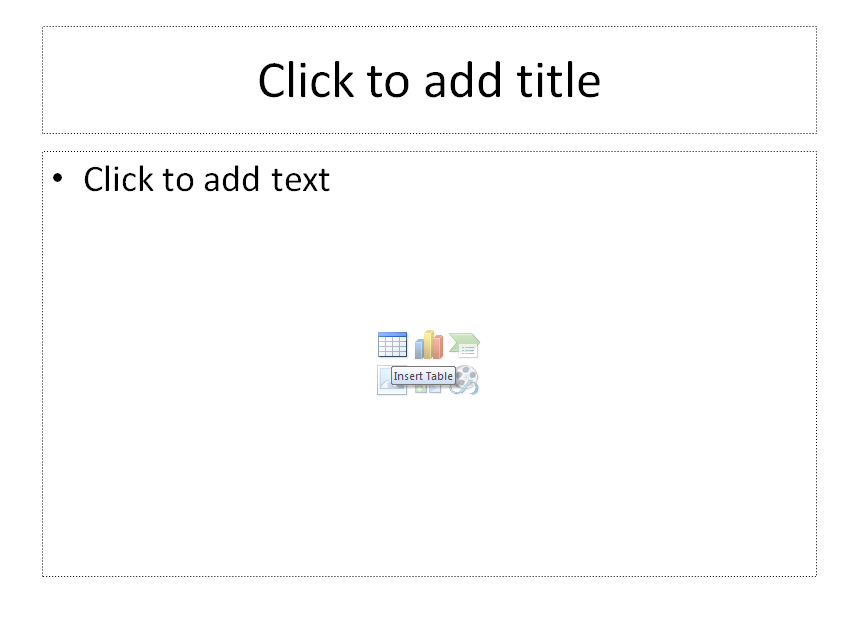 Click to add title
• Click to add text
Insert Table